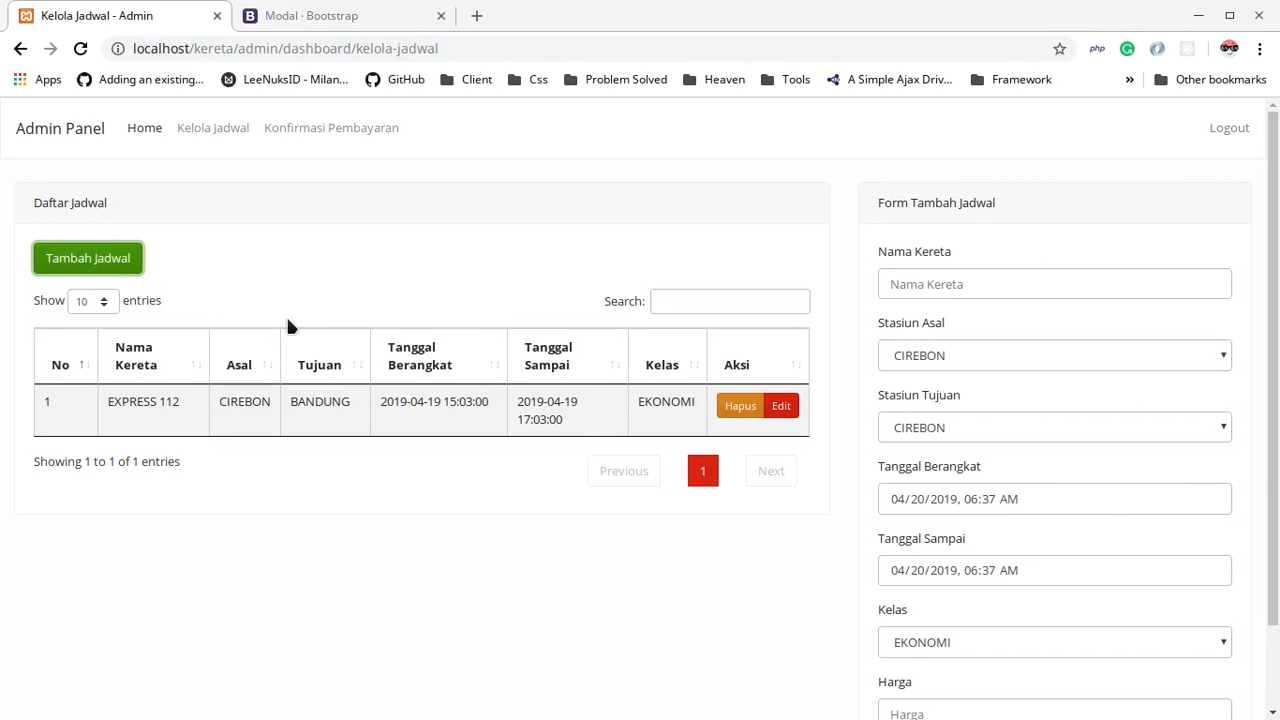 Kelola Jadwal - Admin
Modal · Bootstrap
localhost/kereta/admin/dashboard/kelola-jadwal
php
Apps
Adding an existing...
LeeNuksID - Milan...
GitHub
Client
Css
Problem Solved
Heaven
Tools
A Simple Ajax Driv...
Framework
»
Other bookmarks
Admin Panel
Home
Kelola Jadwal
Konfirmasi Pembayaran
Logout
Daftar Jadwal
Tambah Jadwal
Show 10 entries
Search:
No
Nama
Kereta
Asal
Tujuan
Tanggal
Berangkat
Tanggal
Sampai
Kelas
Aksi
1
EXPRESS 112
CIREBON
BANDUNG
2019-04-19 15:03:00
2019-04-19
17:03:00
EKONOMI
Hapus
Edit
Showing 1 to 1 of 1 entries
Previous
1
Next
Form Tambah Jadwal
Nama Kereta
Nama Kereta
Stasiun Asal
CIREBON
Stasiun Tujuan
CIREBON
Tanggal Berangkat
04/20/2019, 06:37 AM
Tanggal Sampai
04/20/2019, 06:37 AM
Kelas
EKONOMI
Harga
Harga